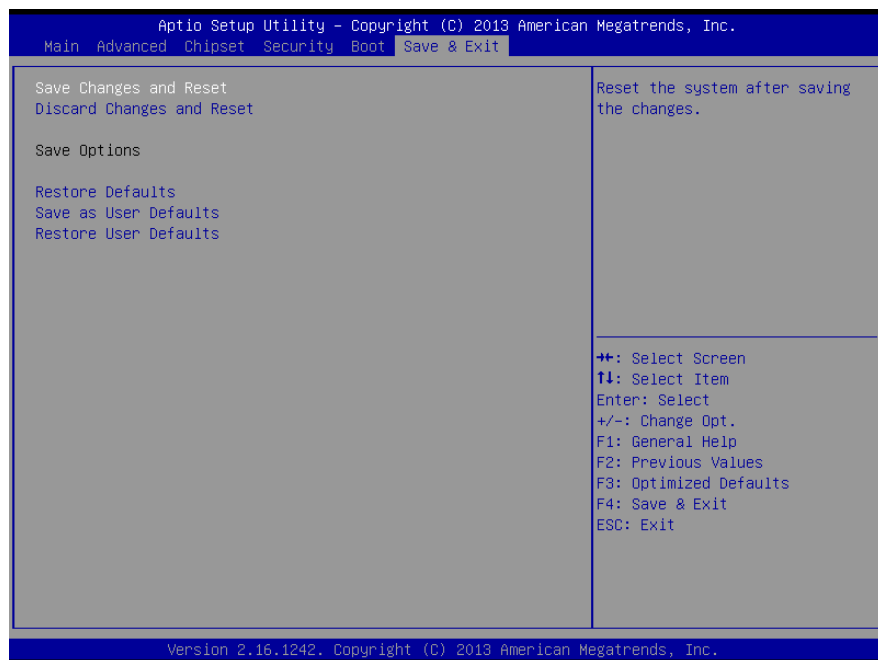 Aptio Setup Utility – Copyright (C) 2013 American Megatrends, Inc.
Main Advanced Chipset Security Boot Save & Exit
Save Changes and Reset
Discard Changes and Reset
Save Options
Restore Defaults
Save as User Defaults
Restore User Defaults
Reset the system after saving
the changes.
→←: Select Screen
↑↓: Select Item
Enter: Select
+/-: Change Opt.
F1: General Help
F2: Previous Values
F3: Optimized Defaults
F4: Save & Exit
ESC: Exit
Version 2.16.1242. Copyright (C) 2013 American Megatrends, Inc.